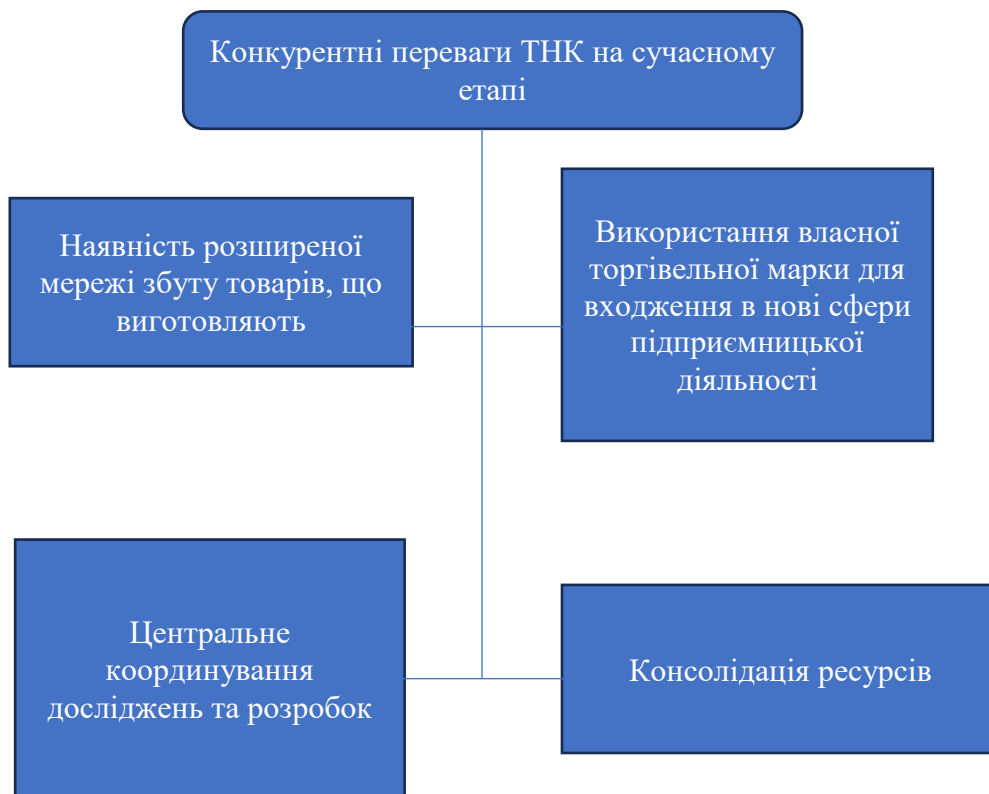 Конкурентні переваги ТНК на сучасному
етапі
Наявність розширеної
мережі збуту товарів, що
виготовляють
Використання власної
торгівельної марки для
входження в нові сфери
підприємницької
діяльності
Центральне
координування
досліджень та розробок
Консолідація ресурсів